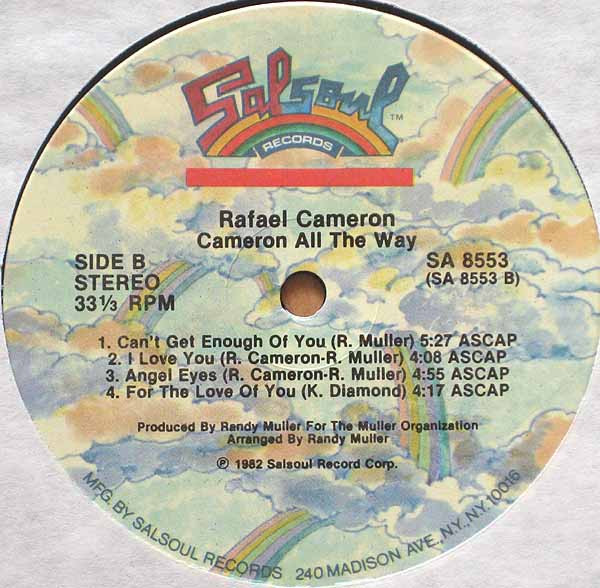 Salsoul
TM
RECORDS
Rafael Cameron
Cameron All The Way
SIDE B
STEREO
33⅓ RPM
SA 8553
(SA 8553 B)
1. Can't Get Enough Of You (R. Muller) 5:27 ASCAP
2. I Love You (R. Cameron-R. Muller) 4:08 ASCAP
3. Angel Eyes (R. Cameron-R. Muller) 4:55 ASCAP
4. For The Love Of You (K. Diamond) 4:17 ASCAP
Produced By Randy Muller For The Muller Organization
Arranged By Randy Muller
℗ 1982 Salsoul Record Corp.
MFG. BY SALSOUL RECORDS 240 MADISON AVE., N.Y., N.Y. 10016